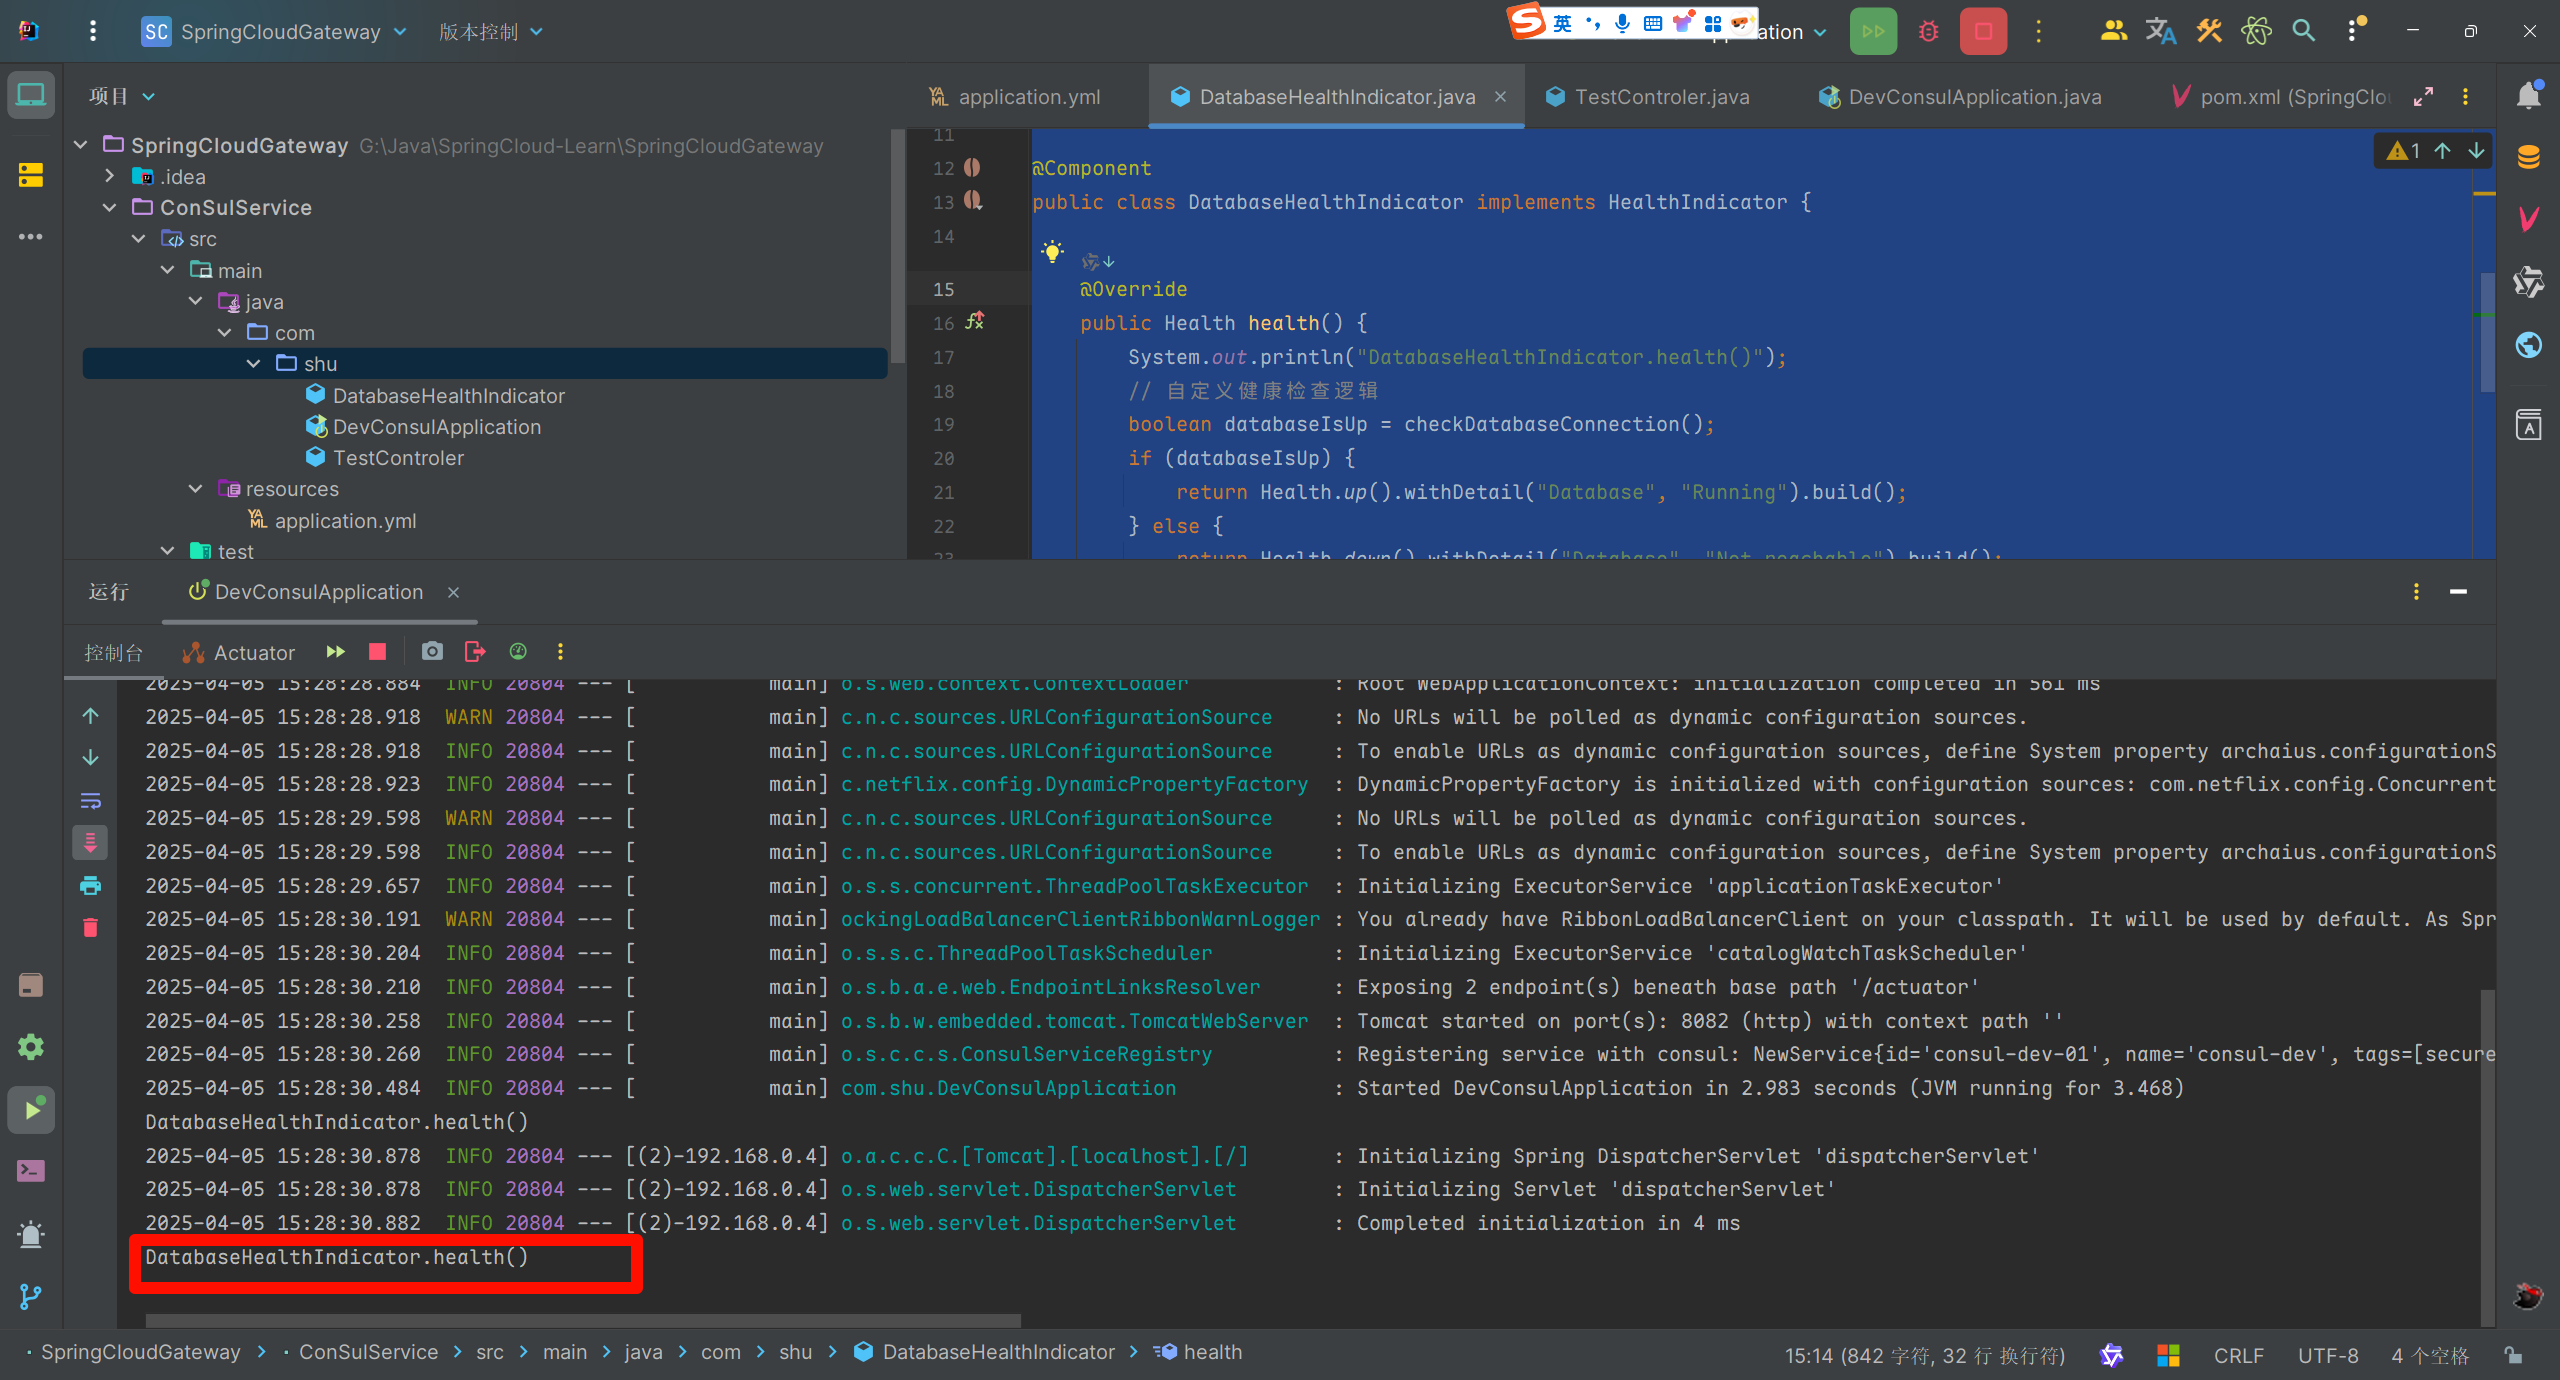 SC SpringCloudGateway 版本控制
英
ation
项目
SpringCloudGateway G:\Java\SpringCloud-Learn\SpringCloudGateway
.idea
ConSulService
src
main
java
com
shu
DatabaseHealthIndicator
DevConsulApplication
TestControler
resources
application.yml
test
application.yml DatabaseHealthIndicator.java TestControler.java DevConsulApplication.java pom.xml (SpringClo
1
11
12 @Component
13 public class DatabaseHealthIndicator implements HealthIndicator {
14
15 @Override
16 public Health health() {
17 System.out.println("DatabaseHealthIndicator.health()");
18 // 自定义健康检查逻辑
19 boolean databaseIsUp = checkDatabaseConnection();
20 if (databaseIsUp) {
21 return Health.up().withDetail("Database", "Running").build();
22 } else {
23 return Health.down().withDetail("Database", "Not reachable").build();
运行 DevConsulApplication
控制台 Actuator
2025-04-05 15:28:28.884 INFO 20804 --- [ main] o.s.web.context.ContextLoader : Root WebApplicationContext: initialization completed in 561 ms
2025-04-05 15:28:28.918 WARN 20804 --- [ main] c.n.c.sources.URLConfigurationSource : No URLs will be polled as dynamic configuration sources.
2025-04-05 15:28:28.918 INFO 20804 --- [ main] c.n.c.sources.URLConfigurationSource : To enable URLs as dynamic configuration sources, define System property archaius.configurationS
2025-04-05 15:28:28.923 INFO 20804 --- [ main] c.netflix.config.DynamicPropertyFactory : DynamicPropertyFactory is initialized with configuration sources: com.netflix.config.Concurrent
2025-04-05 15:28:29.598 WARN 20804 --- [ main] c.n.c.sources.URLConfigurationSource : No URLs will be polled as dynamic configuration sources.
2025-04-05 15:28:29.598 INFO 20804 --- [ main] c.n.c.sources.URLConfigurationSource : To enable URLs as dynamic configuration sources, define System property archaius.configurationS
2025-04-05 15:28:29.657 INFO 20804 --- [ main] o.s.s.concurrent.ThreadPoolTaskExecutor : Initializing ExecutorService 'applicationTaskExecutor'
2025-04-05 15:28:30.191 WARN 20804 --- [ main] ockingLoadBalancerClientRibbonWarnLogger : You already have RibbonLoadBalancerClient on your classpath. It will be used by default. As Spr
2025-04-05 15:28:30.204 INFO 20804 --- [ main] o.s.s.c.ThreadPoolTaskScheduler : Initializing ExecutorService 'catalogWatchTaskScheduler'
2025-04-05 15:28:30.210 INFO 20804 --- [ main] o.s.b.a.e.web.EndpointLinksResolver : Exposing 2 endpoint(s) beneath base path '/actuator'
2025-04-05 15:28:30.258 INFO 20804 --- [ main] o.s.b.w.embedded.tomcat.TomcatWebServer : Tomcat started on port(s): 8082 (http) with context path ''
2025-04-05 15:28:30.260 INFO 20804 --- [ main] o.s.c.c.s.ConsulServiceRegistry : Registering service with consul: NewService{id='consul-dev-01', name='consul-dev', tags=[secure
2025-04-05 15:28:30.484 INFO 20804 --- [ main] com.shu.DevConsulApplication : Started DevConsulApplication in 2.983 seconds (JVM running for 3.468)
DatabaseHealthIndicator.health()
2025-04-05 15:28:30.878 INFO 20804 --- [(2)-192.168.0.4] o.a.c.c.C.[Tomcat].[localhost].[/] : Initializing Spring DispatcherServlet 'dispatcherServlet'
2025-04-05 15:28:30.878 INFO 20804 --- [(2)-192.168.0.4] o.s.web.servlet.DispatcherServlet : Initializing Servlet 'dispatcherServlet'
2025-04-05 15:28:30.882 INFO 20804 --- [(2)-192.168.0.4] o.s.web.servlet.DispatcherServlet : Completed initialization in 4 ms
DatabaseHealthIndicator.health()
SpringCloudGateway > ConSulService > src > main > java > com > shu > DatabaseHealthIndicator > health 15:14 (842 字符, 32 行 换行符) CRLF UTF-8 4 个空格